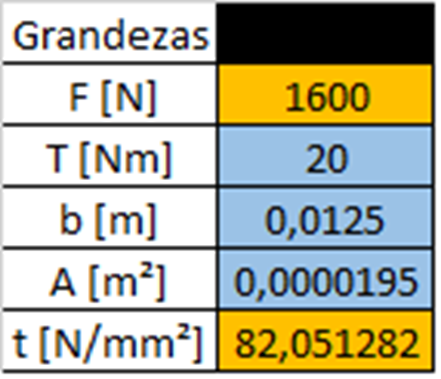 Grandezas
F [N] 1600
T [Nm] 20
b [m] 0,0125
A [m²] 0,0000195
t [N/mm²] 82,051282